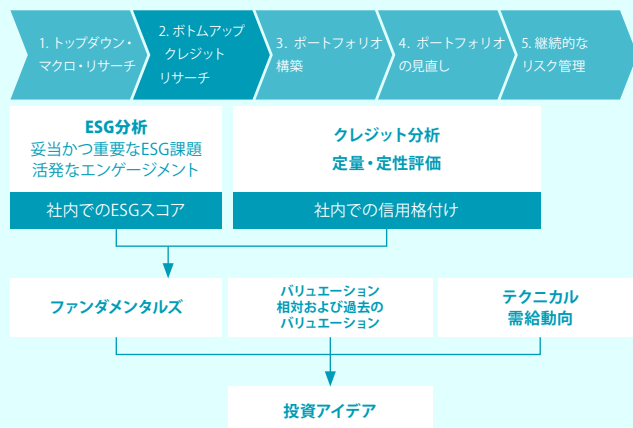 1. トップダウン・
マクロ・リサーチ
2. ボトムアップ
クレジット
リサーチ
3. ポートフォリオ
構築
4. ポートフォリオ
の見直し
5. 継続的な
リスク管理
ESG分析
妥当かつ重要なESG課題
活発なエンゲージメント
社内でのESGスコア
クレジット分析
定量・定性評価
社内での信用格付け
ファンダメンタルズ
バリュエーション
相対および過去の
バリュエーション
テクニカル
需給動向
投資アイデア